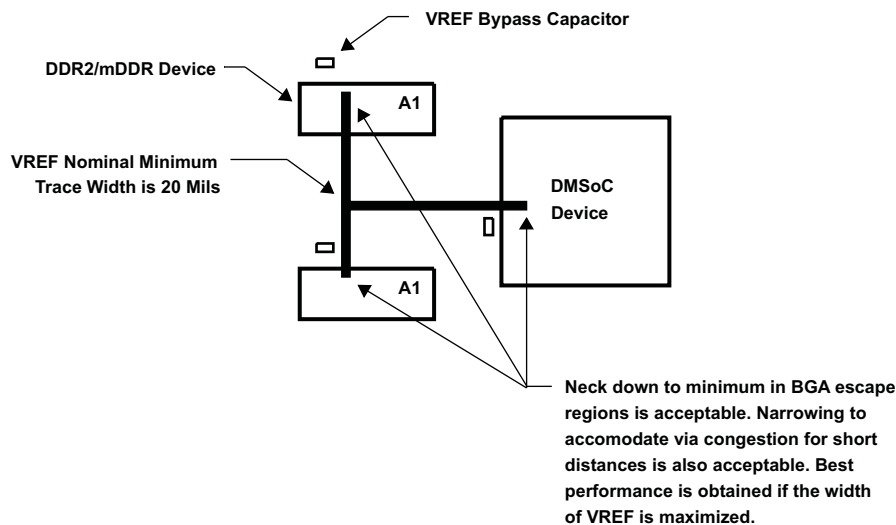 VREF Bypass Capacitor
DDR2/mDDR Device
A1
VREF Nominal Minimum
Trace Width is 20 Mils
DMSoC
Device
A1
Neck down to minimum in BGA escape
regions is acceptable. Narrowing to
accomodate via congestion for short
distances is also acceptable. Best
performance is obtained if the width
of VREF is maximized.